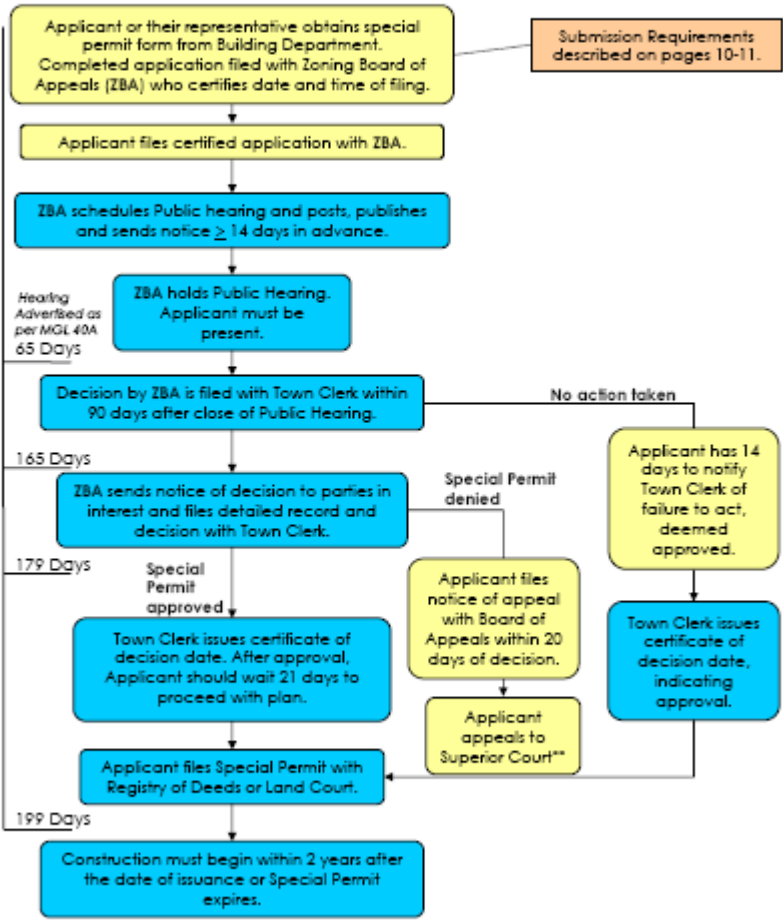 Applicant or their representative obtains special
permit form from Building Department.
Completed application filed with Zoning Board of
Appeals (ZBA) who certifies date and time of filing.
Submission Requirements
described on pages 10-11.
Applicant files certified application with ZBA.
ZBA schedules Public hearing and posts, publishes
and sends notice ≥ 14 days in advance.
Hearing
Advertised as
per MGL 40A
65 Days
ZBA holds Public Hearing.
Applicant must be
present.
Decision by ZBA is filed with Town Clerk within
90 days after close of Public Hearing.
No action taken
165 Days
ZBA sends notice of decision to parties in
interest and files detailed record and
decision with Town Clerk.
Special Permit
denied
Applicant has 14
days to notify
Town Clerk of
failure to act,
deemed
approved.
179 Days
Special
Permit
approved
Applicant files
notice of appeal
with Board of
Appeals within 20
days of decision.
Town Clerk issues
certificate of
decision date,
indicating
approval.
Town Clerk issues certificate of
decision date. After approval,
Applicant should wait 21 days to
proceed with plan.
Applicant
appeals to
Superior Court**
Applicant files Special Permit with
Registry of Deeds or Land Court.
199 Days
Construction must begin within 2 years after
the date of issuance or Special Permit
expires.